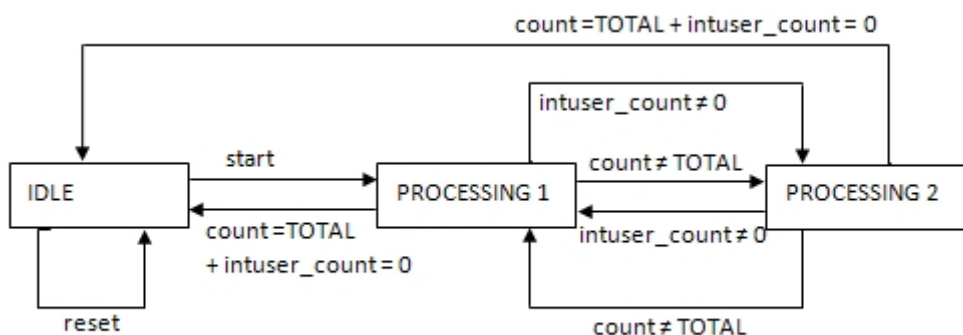 count =TOTAL + intuser_count = 0
intuser_count ≠ 0
start
count ≠ TOTAL
IDLE
PROCESSING 1
PROCESSING 2
count =TOTAL
+ intuser_count = 0
intuser_count ≠ 0
reset
count ≠ TOTAL